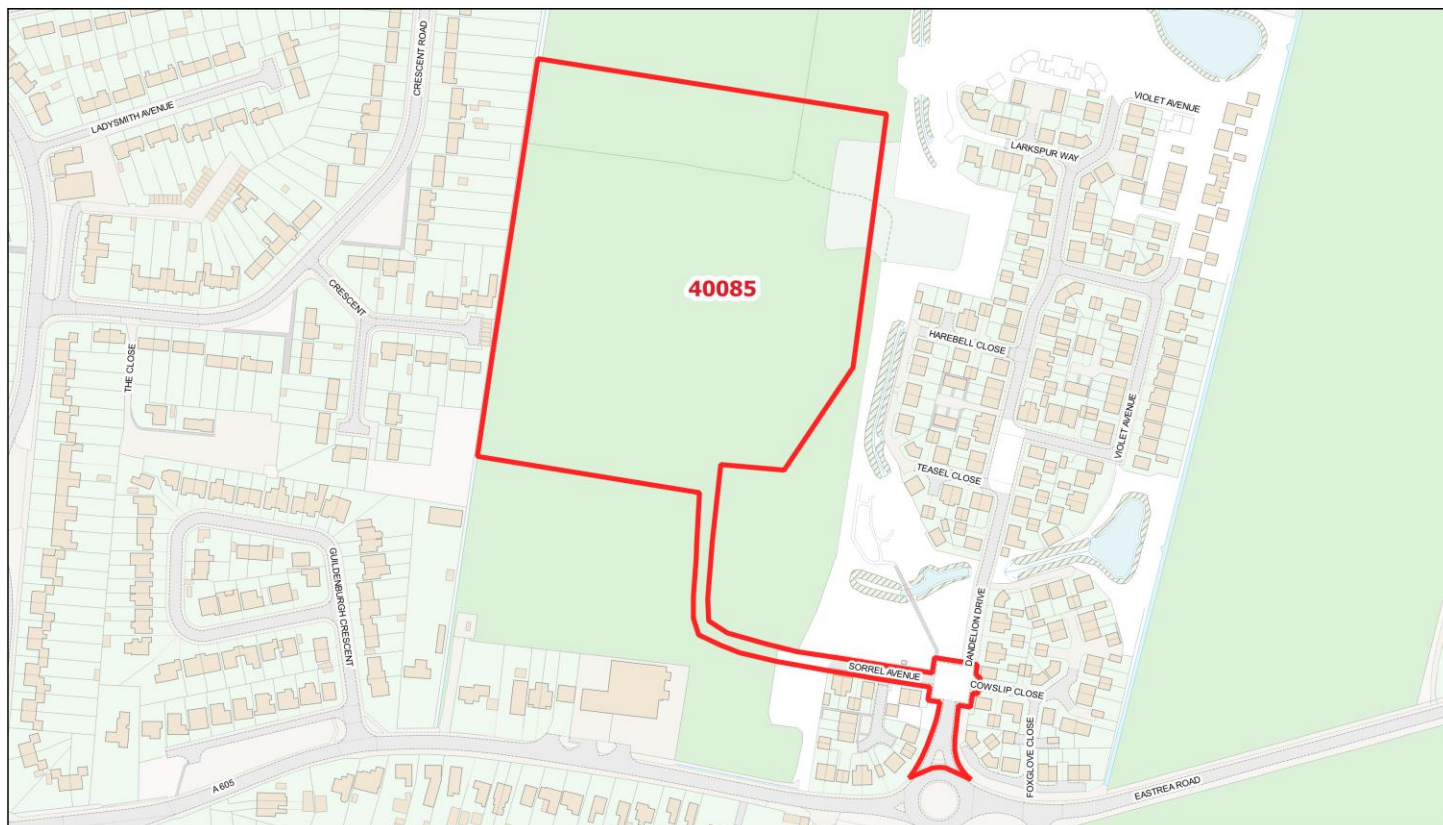 CRESCENT ROAD
LADYSMITH AVENUE
VIOLET AVENUE
LARKSPUR WAY
40085
CRESCENT
THE CLOSE
HAREBELL CLOSE
VIOLET AVENUE
TEASEL CLOSE
GUILDENBURGH CRESCENT
DANDELION DRIVE
SORREL AVENUE
COWSLIP CLOSE
FOXGLOVE CLOSE
A 605
EASTREA ROAD